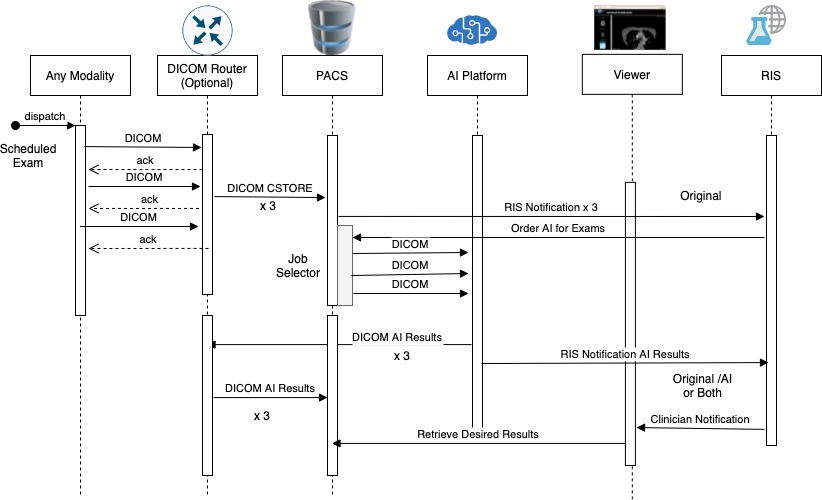 Any Modality
DICOM Router
(Optional)
PACS
AI Platform
Viewer
RIS
dispatch
Scheduled
Exam
DICOM
ack
DICOM
ack
DICOM
ack
DICOM CSTORE
x 3
RIS Notification x 3
Original
Order AI for Exams
Job
Selector
DICOM
DICOM
DICOM
DICOM AI Results
x 3
RIS Notification AI Results
Original /AI
or Both
DICOM AI Results
x 3
Clinician Notification
Retrieve Desired Results